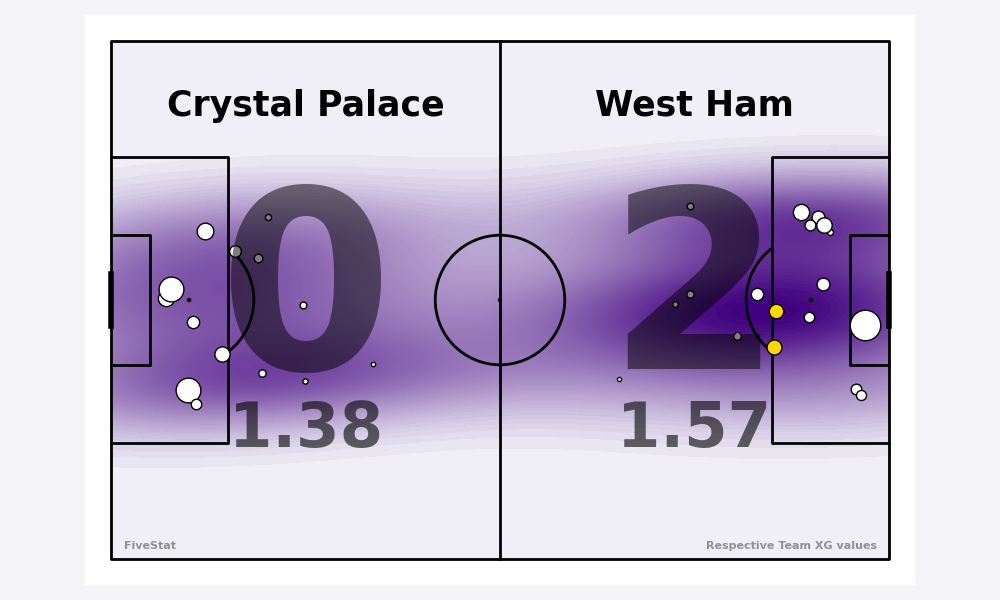 Crystal Palace
West Ham
0
2
1.38
1.57
FiveStat
Respective Team XG values